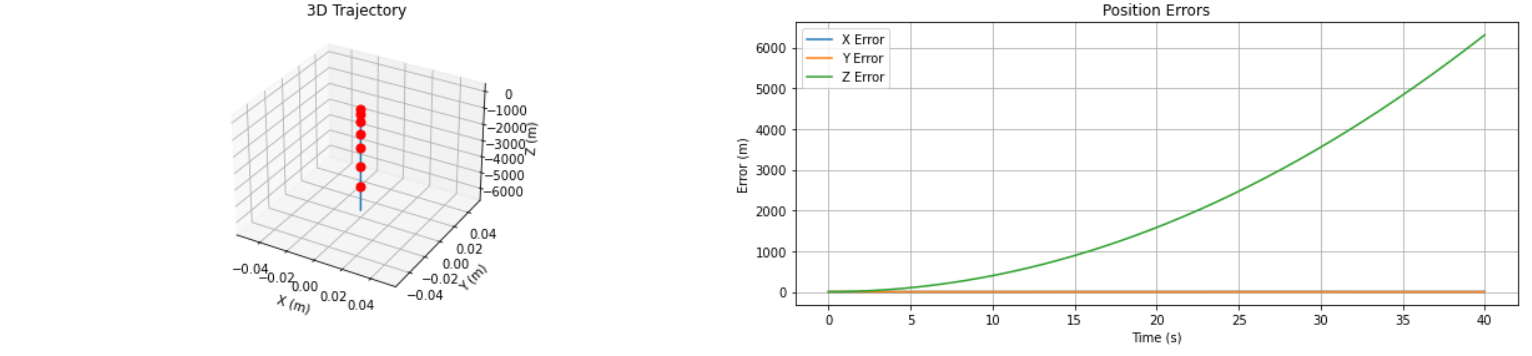 3D Trajectory
0
−1000
−2000
−3000
−4000
−5000
−6000
Z (m)
0.04
0.02
0.00
−0.02
−0.04
Y (m)
−0.04
−0.02
0.00
0.02
0.04
X (m)
Position Errors
X Error
Y Error
Z Error
6000
5000
4000
3000
2000
1000
0
Error (m)
0 5 10 15 20 25 30 35 40
Time (s)